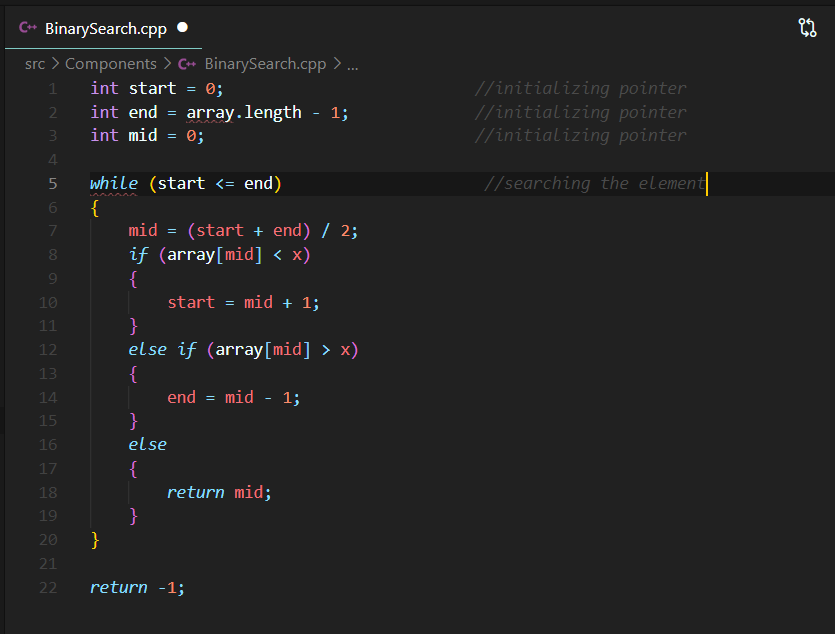 C++ BinarySearch.cpp ●
src > Components > C++ BinarySearch.cpp > ...
1 int start = 0; //initializing pointer
2 int end = array.length - 1; //initializing pointer
3 int mid = 0; //initializing pointer
4
5 while (start <= end) //searching the element
6 {
7 mid = (start + end) / 2;
8 if (array[mid] < x)
9 {
10 start = mid + 1;
11 }
12 else if (array[mid] > x)
13 {
14 end = mid - 1;
15 }
16 else
17 {
18 return mid;
19 }
20 }
21
22 return -1;